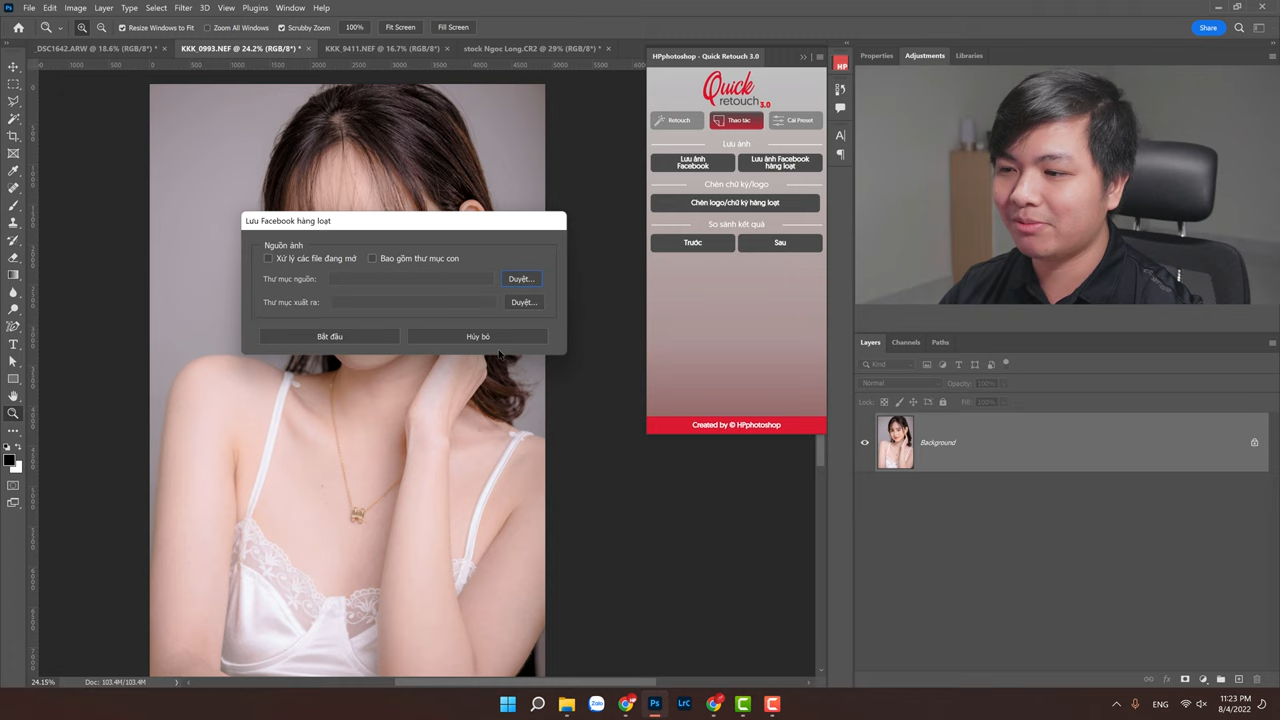 Ps File Edit Image Layer Type Select Filter 3D View Plugins Window Help
Resize Windows to Fit Zoom All Windows Scrubby Zoom 100% Fit Screen Fill Screen Share
DSC1642.ARW @ 18.6% (RGB/8*) * × KKK_0993.NEF @ 24.2% (RGB/8*) * × KKK_9411.NEF @ 16.7% (RGB/8*) × stock Ngoc Long.CR2 @ 29% (RGB/8*) * ×
HPphotoshop - Quick Retouch 3.0
Quick
retouch 3.0
Retouch Thao tác Cài Preset
Lưu ảnh
Lưu ảnh
Facebook
Lưu ảnh Facebook
hàng loạt
Chèn chữ ký/logo
Chèn logo/chữ ký hàng loạt
So sánh kết quả
Trước Sau
Created by © HPphotoshop
HP
Properties Adjustments Libraries
Lưu Facebook hàng loạt
Nguồn ảnh
Xử lý các file đang mở Bao gồm thư mục con
Thư mục nguồn: Duyệt...
Thư mục xuất ra: Duyệt...
Bắt đầu Hủy bỏ
Layers Channels Paths
Kind
Normal Opacity: 100%
Lock: Fill: 100%
Background
24.15% Doc: 103.4M/103.4M
Ps LrC
ENG
11:23 PM
8/4/2022